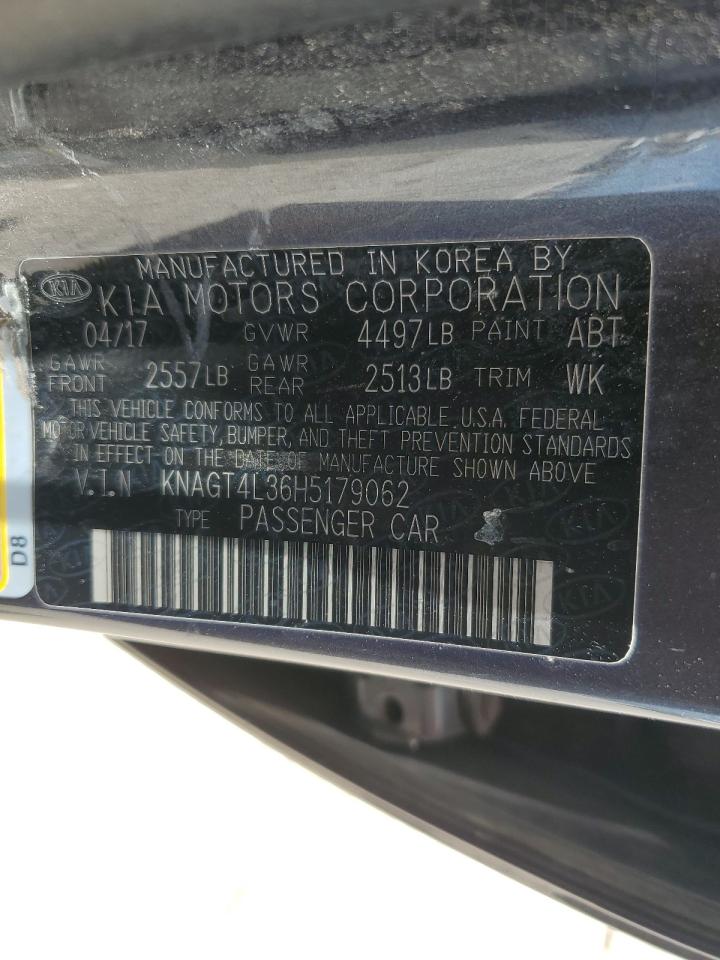 MANUFACTURED IN KOREA BY
KIA KIA MOTORS CORPORATION
04/17 GVWR 4497LB PAINT ABT
GAWR FRONT 2557LB GAWR REAR 2513LB TRIM WK
THIS VEHICLE CONFORMS TO ALL APPLICABLE U.S.A. FEDERAL
MOTOR VEHICLE SAFETY, BUMPER, AND THEFT PREVENTION STANDARDS
IN EFFECT ON THE DATE OF MANUFACTURE SHOWN ABOVE
V.I.N KNAGT4L36H5179062
TYPE PASSENGER CAR
D8